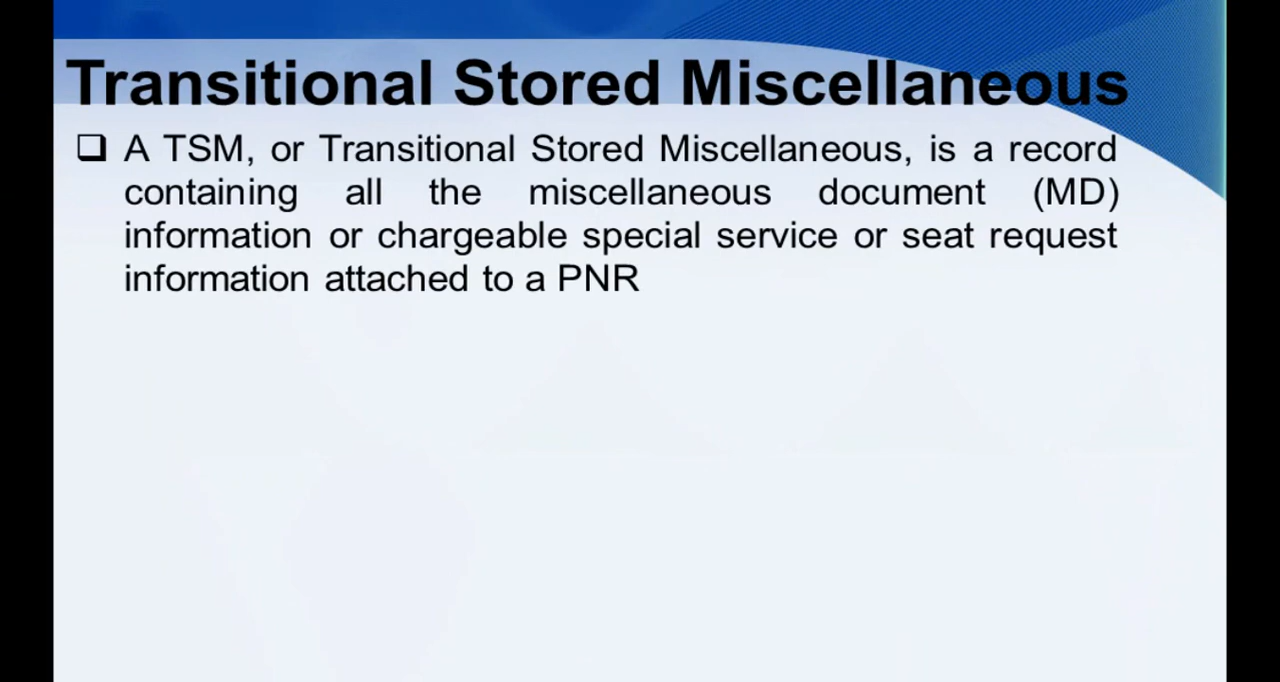 Transitional Stored Miscellaneous
❑ A TSM, or Transitional Stored Miscellaneous, is a record
containing all the miscellaneous document (MD)
information or chargeable special service or seat request
information attached to a PNR